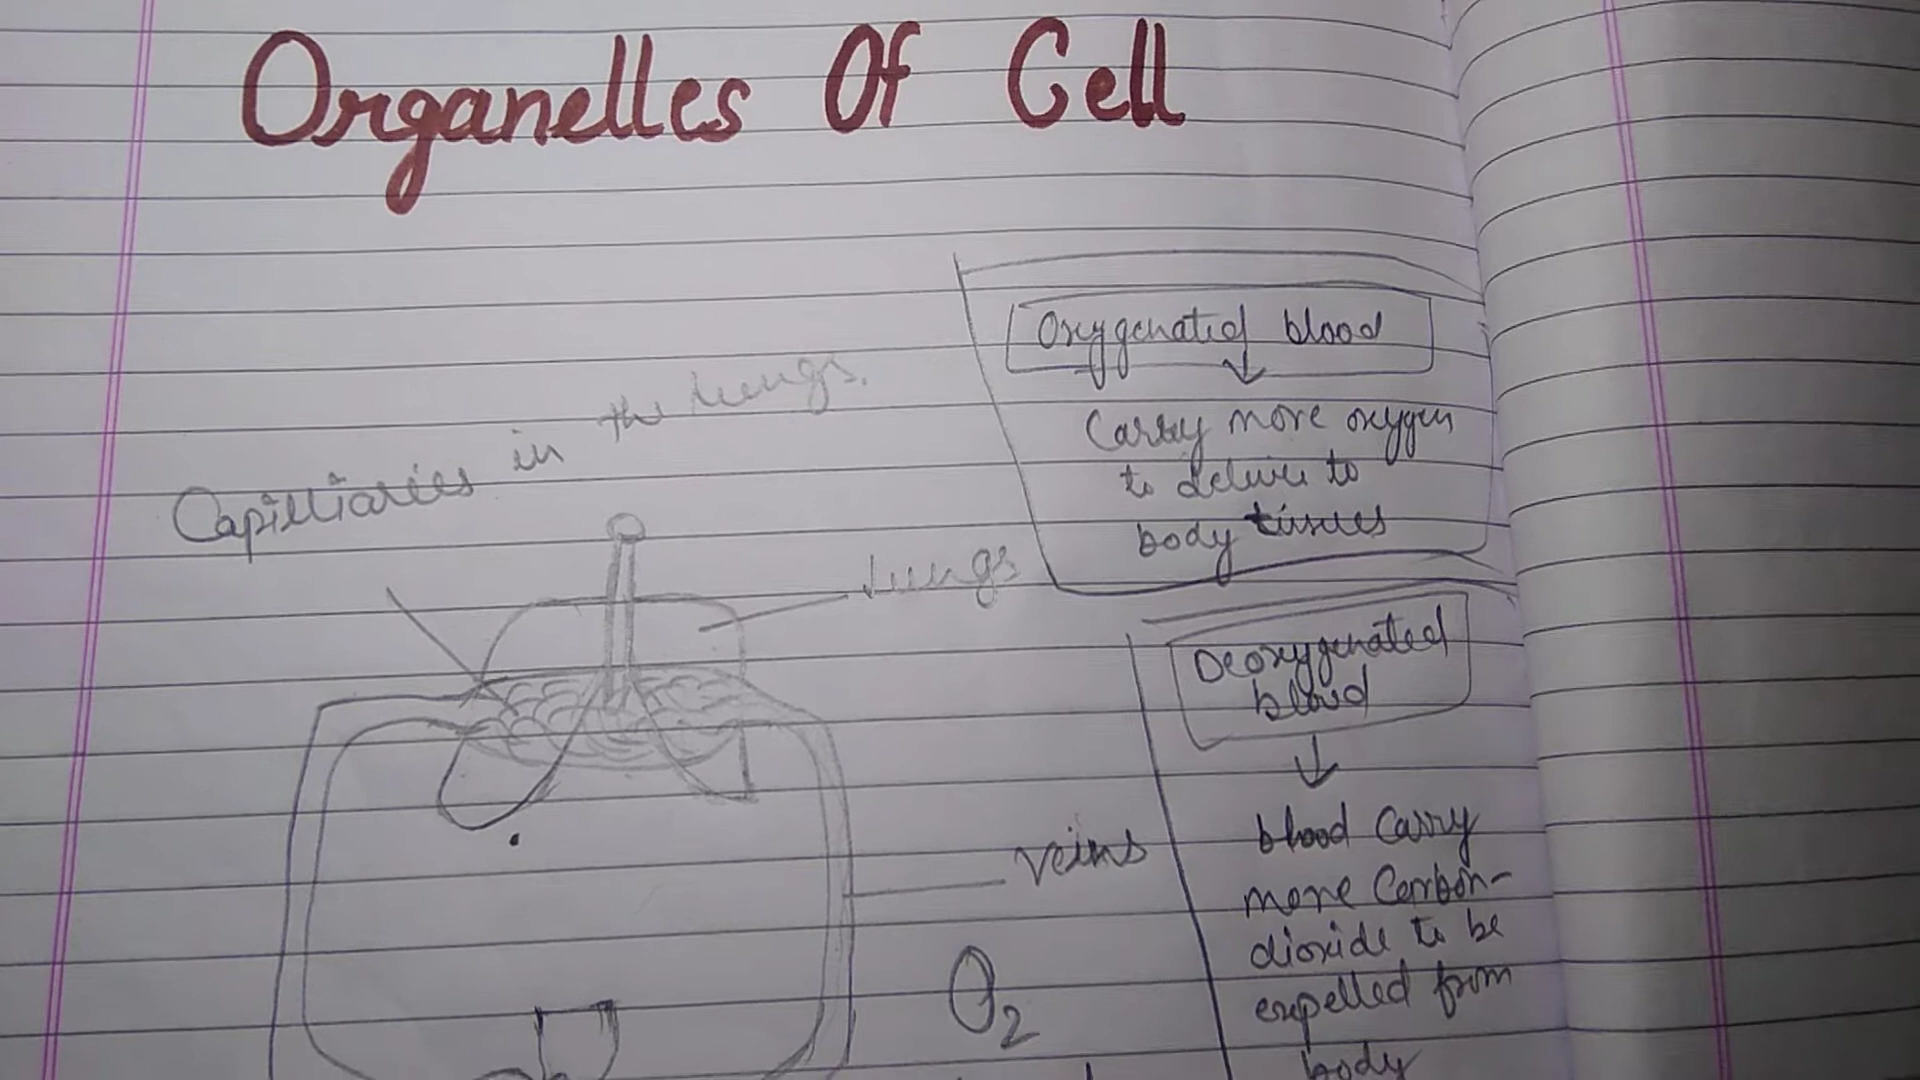 Organelles Of Cell
Oxygenated blood
Carry more oxygen
to delivre to
body tissues
Capilliaries in the lungs.
lungs
Deoxygenated
blood
blood Carry
more Carbon-
dioxide to be
expelled from
body
veins
O2